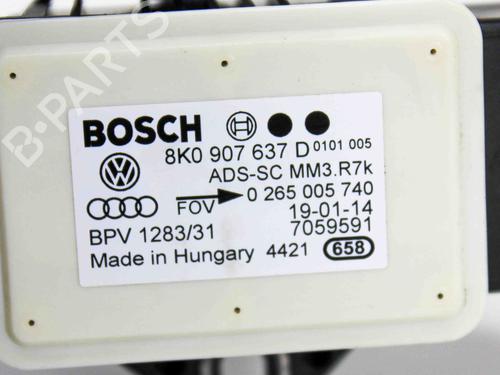 B-PARTS
BOSCH
8K0 907 637 D 0101 005
ADS-SC MM3.R7k
FOV 0 265 005 740
19-01-14
BPV 1283/31 7059591
Made in Hungary 4421 658